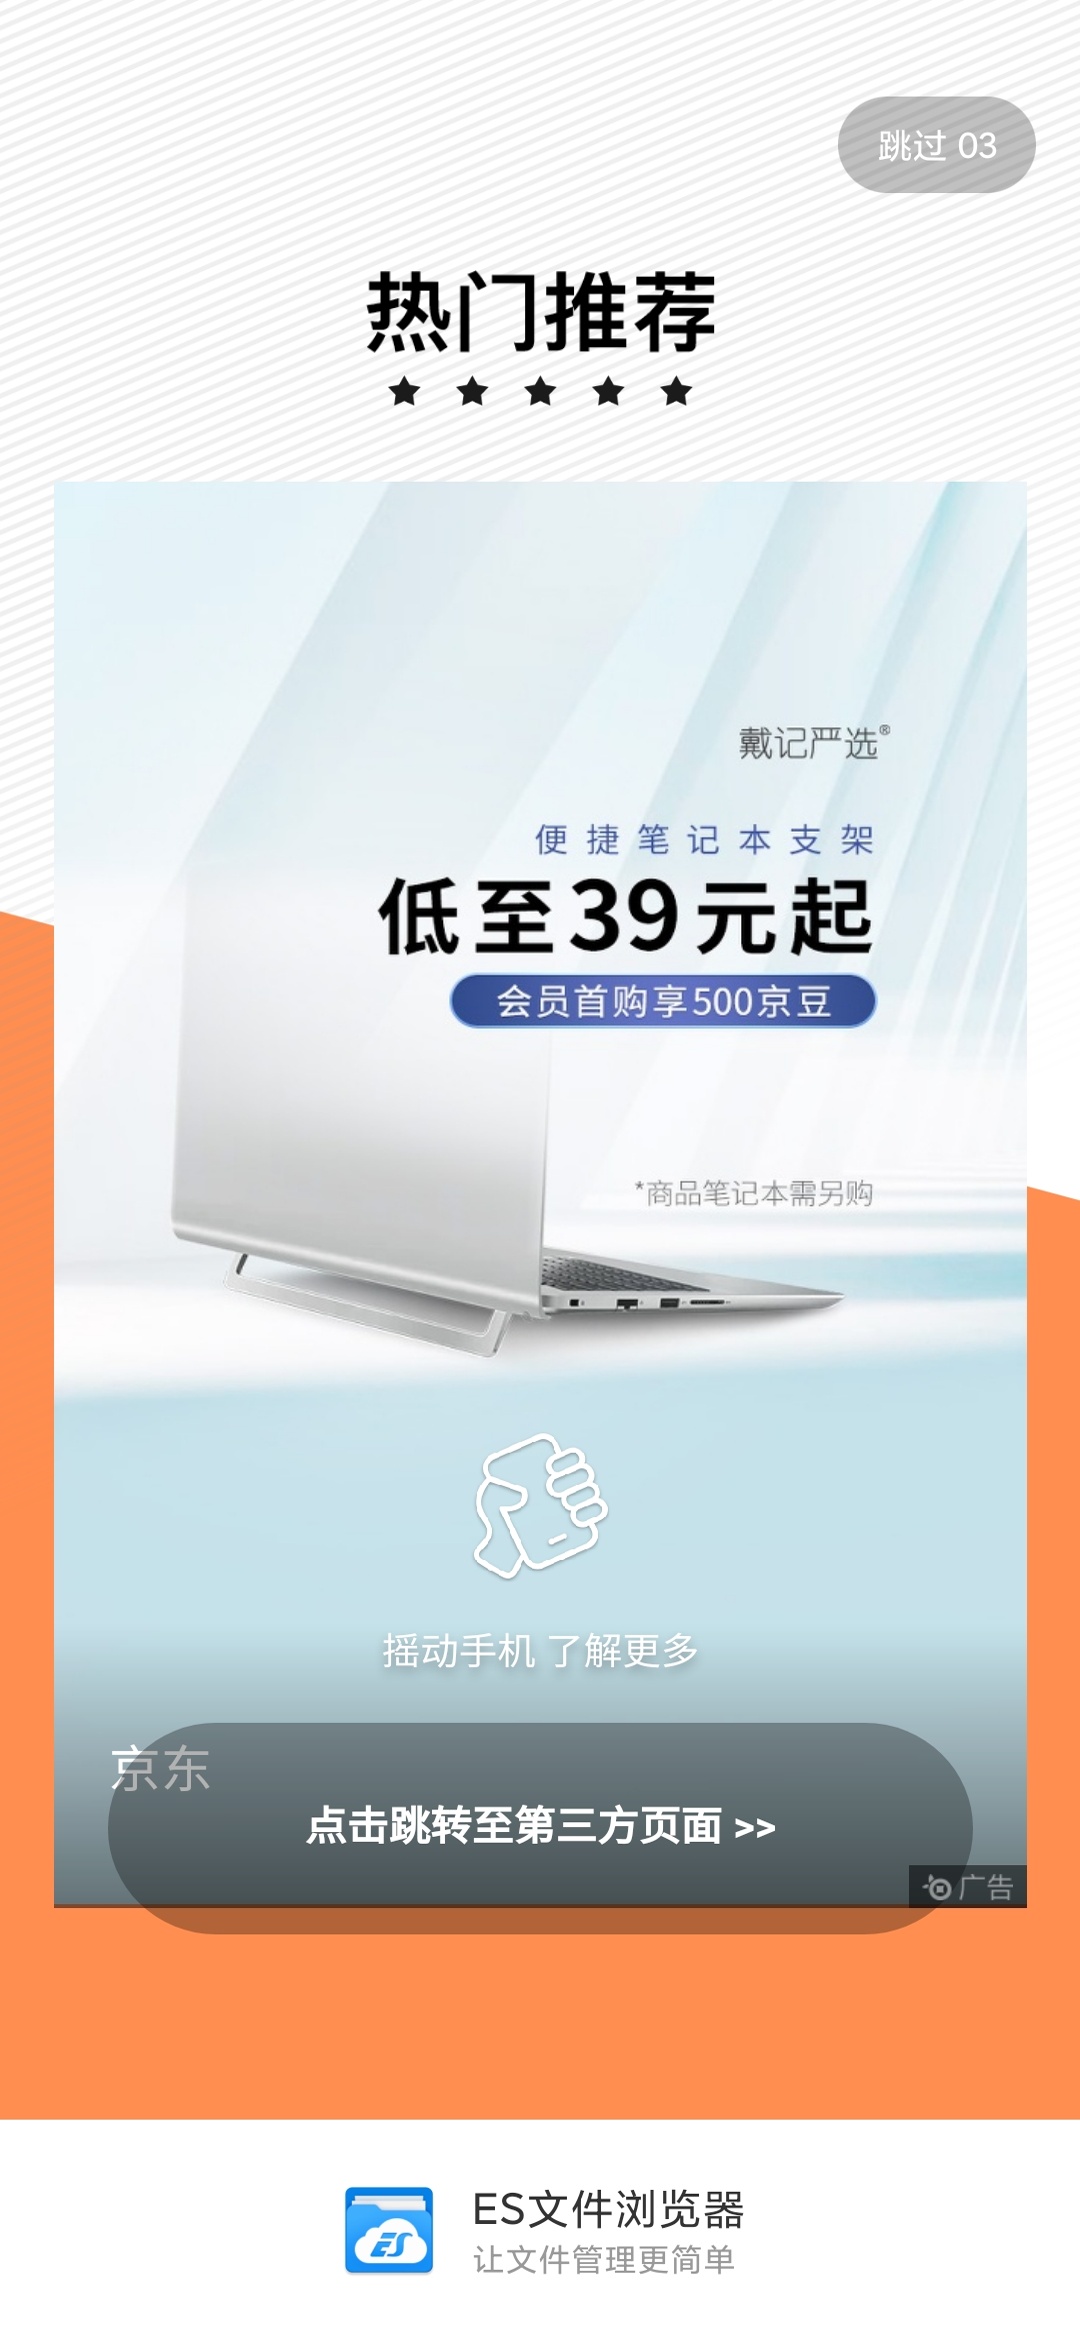 跳过 03
热门推荐
戴记严选®
便捷笔记本支架
低至39元起
会员首购享500京豆
*商品笔记本需另购
摇动手机 了解更多
京东
点击跳转至第三方页面 >>
广告
ES文件浏览器
让文件管理更简单